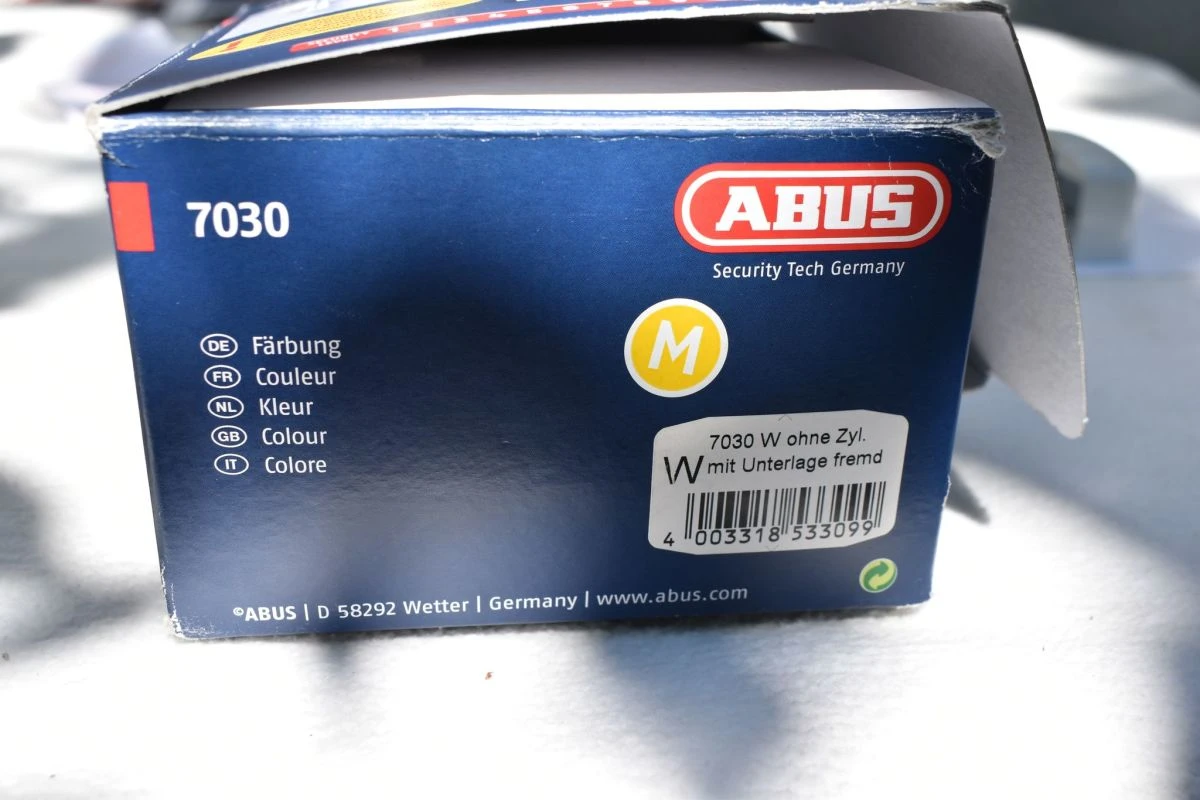 7030
ABUS
Security Tech Germany
DE Färbung
FR Couleur
NL Kleur
GB Colour
IT Colore
M
7030 W ohne Zyl.
W mit Unterlage fremd
4 003318 533099
©ABUS | D 58292 Wetter | Germany | www.abus.com